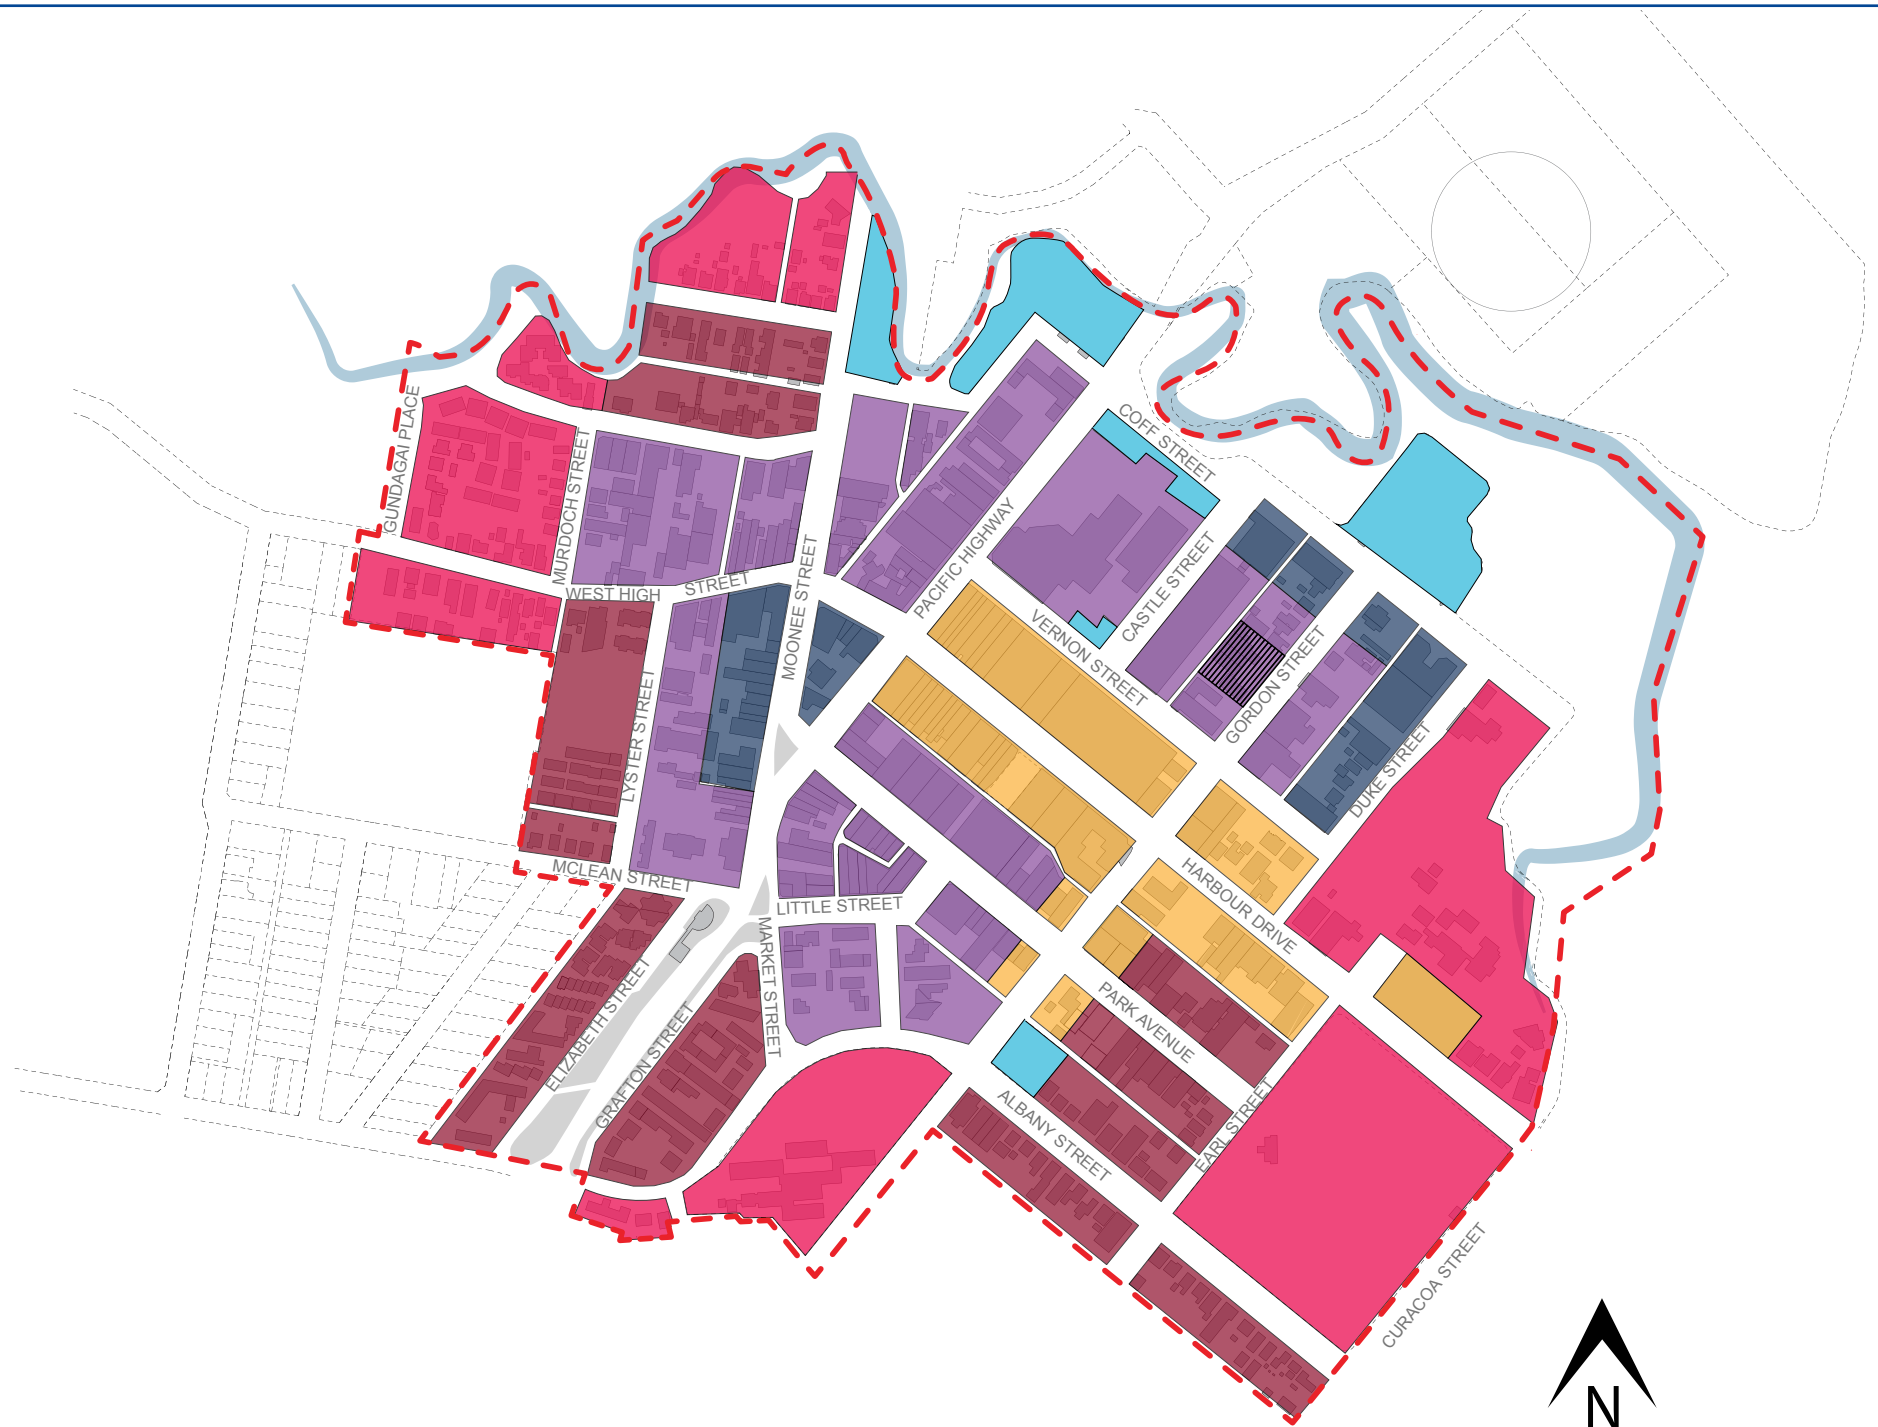 COFF STREET
GUNDAGAI PLACE
MURDOCH STREET
PACIFIC HIGHWAY
CASTLE STREET
MOONEE STREET
WEST HIGH STREET
VERNON STREET
GORDON STREET
LYSTER STREET
DUKE STREET
HARBOUR DRIVE
MCLEAN STREET
LITTLE STREET
MARKET STREET
ELIZABETH STREET
GRAFTON STREET
PARK AVENUE
ALBANY STREET
EARL STREET
CURACOA STREET
N